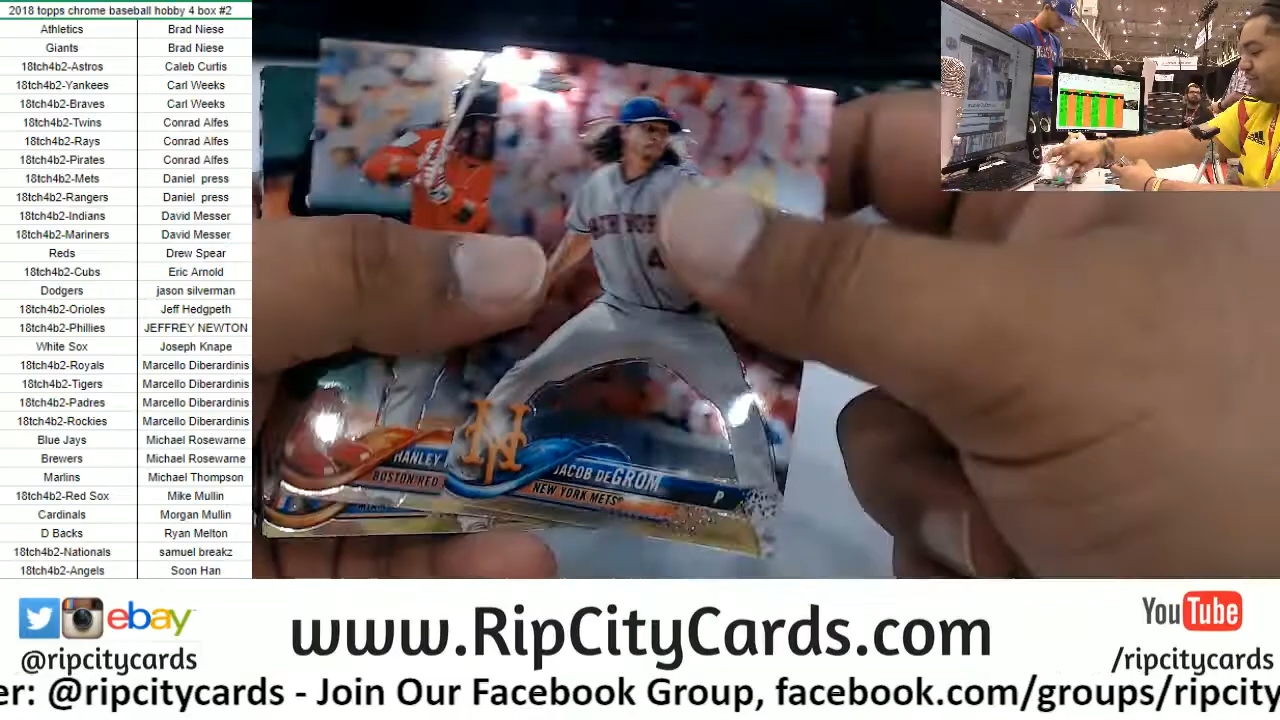 2018 topps chrome baseball hobby 4 box #2
Athletics Brad Niese
Giants Brad Niese
18tch4b2-Astros Caleb Curtis
18tch4b2-Yankees Carl Weeks
18tch4b2-Braves Carl Weeks
18tch4b2-Twins Conrad Alfes
18tch4b2-Rays Conrad Alfes
18tch4b2-Pirates Conrad Alfes
18tch4b2-Mets Daniel press
18tch4b2-Rangers Daniel press
18tch4b2-Indians David Messer
18tch4b2-Mariners David Messer
Reds Drew Spear
18tch4b2-Cubs Eric Arnold
Dodgers jason silverman
18tch4b2-Orioles Jeff Hedgpeth
18tch4b2-Phillies JEFFREY NEWTON
White Sox Joseph Knape
18tch4b2-Royals Marcello Diberardinis
18tch4b2-Tigers Marcello Diberardinis
18tch4b2-Padres Marcello Diberardinis
18tch4b2-Rockies Marcello Diberardinis
Blue Jays Michael Rosewarne
Brewers Michael Rosewarne
Marlins Michael Thompson
18tch4b2-Red Sox Mike Mullin
Cardinals Morgan Mullin
D Backs Ryan Melton
18tch4b2-Nationals samuel breakz
18tch4b2-Angels Soon Han
HANLEY
BOSTON RED
NY
JACOB DEGROM
P
NEW YORK METS
ebay
@ripcitycards
www.RipCityCards.com
YouTube
/ripcitycards
er: @ripcitycards - Join Our Facebook Group, facebook.com/groups/ripcity